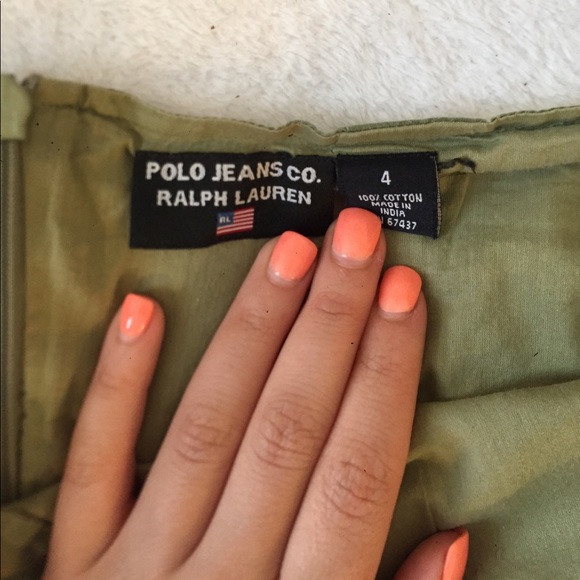 POLO JEANS CO.
RALPH LAUREN
RL
4
100% COTTON
MADE IN
INDIA
67437